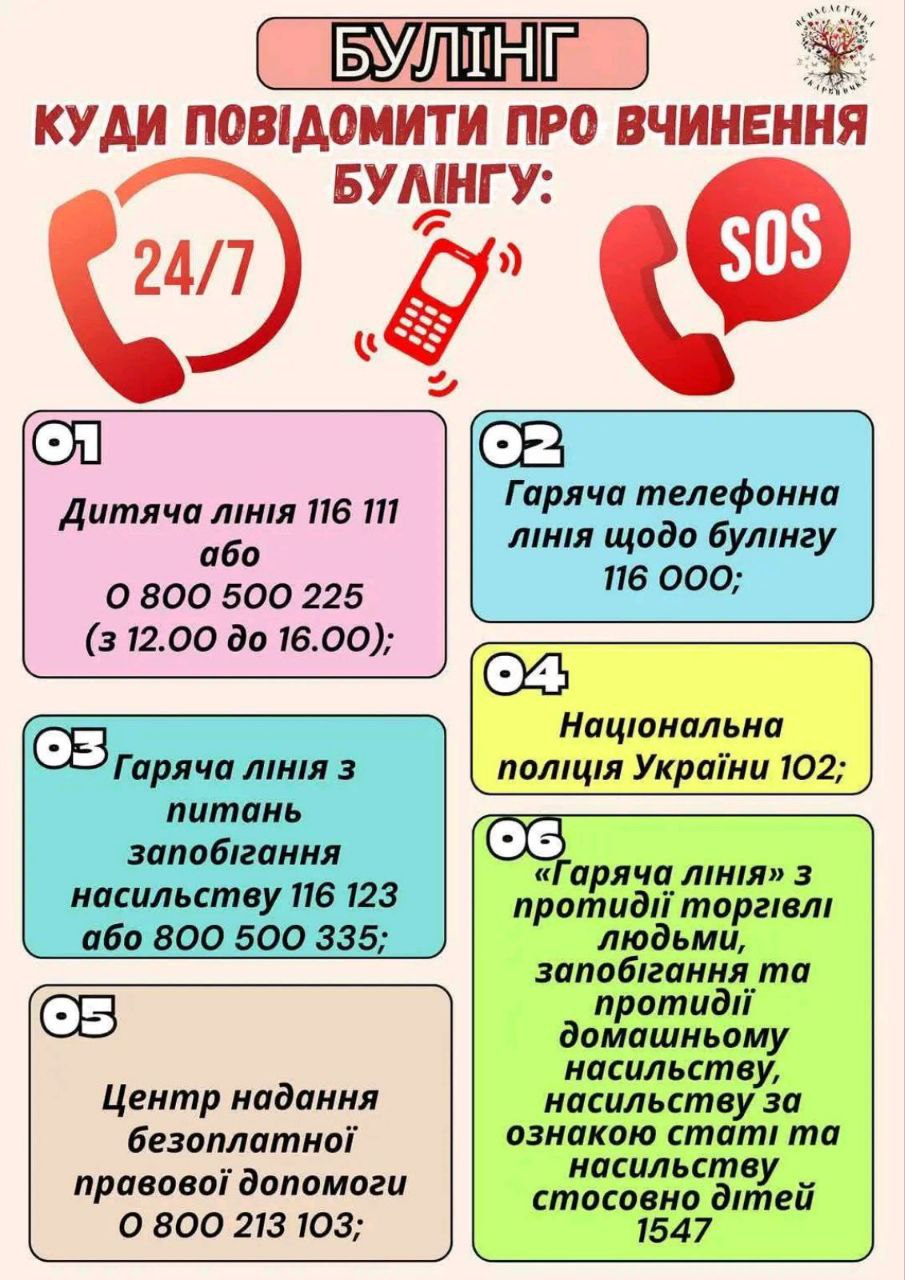 БУЛІНГ
ПСИХОЛОГІЧНА
СКАРБНИЧКА
КУДИ ПОВІДОМИТИ ПРО ВЧИНЕННЯ
БУЛІНГУ:
24/7
SOS
01
Дитяча лінія 116 111
або
0 800 500 225
(з 12.00 до 16.00);
02
Гаряча телефонна
лінія щодо булінгу
116 000;
03
Гаряча лінія з
питань
запобігання
насильству 116 123
або 800 500 335;
04
Національна
поліція України 102;
05
Центр надання
безоплатної
правової допомоги
0 800 213 103;
06
«Гаряча лінія» з
протидії торгівлі
людьми,
запобігання та
протидії
домашньому
насильству,
насильству за
ознакою статі та
насильству
стосовно дітей
1547